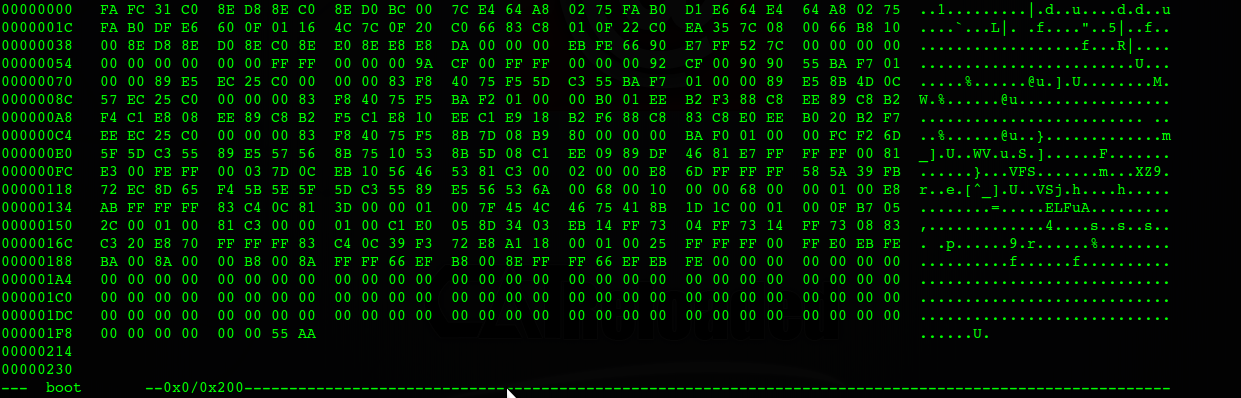 00000000 FA FC 31 C0 8E D8 8E C0 8E D0 BC 00 7C E4 64 A8 02 75 FA B0 D1 E6 64 E4 64 A8 02 75 ..1.........|.d..u....d.d..u
0000001C FA B0 DF E6 60 0F 01 16 4C 7C 0F 20 C0 66 83 C8 01 0F 22 C0 EA 35 7C 08 00 66 B8 10 ....`...L|. .f....".​.5|..f..
00000038 00 8E D8 8E D0 8E C0 8E E0 8E E8 E8 DA 00 00 00 EB FE 66 90 E7 FF 52 7C 00 00 00 00 ..................f...R|....
00000054 00 00 00 00 FF FF 00 00 00 9A CF 00 FF FF 00 00 00 92 CF 00 90 90 55 BA F7 01 ........................U...
00000070 00 00 89 E5 EC 25 C0 00 00 00 83 F8 40 75 F5 5D C3 55 BA F7 01 00 00 89 E5 8B 4D 0C .....%......@u.].U........M.
0000008C 57 EC 25 C0 00 00 00 83 F8 40 75 F5 BA F2 01 00 00 B0 01 EE B2 F3 88 C8 EE 89 C8 B2 W.%......@u.................
000000A8 F4 C1 E8 08 EE 89 C8 B2 F5 C1 E8 10 EE C1 E9 18 B2 F6 88 C8 83 C8 E0 EE B0 20 B2 F7 ......................... ..
000000C4 EE EC 25 C0 00 00 00 83 F8 40 75 F5 8B 7D 08 B9 80 00 00 00 BA F0 01 00 00 FC F2 6D ..%......@u..}.............m
000000E0 5F 5D C3 55 89 E5 57 56 8B 75 10 53 8B 5D 08 C1 EE 09 89 DF 46 81 E7 FF FF FF 00 81 _].U..WV.u.S.]......F.......
000000FC E3 00 FE FF 00 03 7D 0C EB 10 56 46 53 81 C3 00 02 00 00 E8 6D FF FF FF 58 5A 39 FB ......}...VFS.......m...XZ9.
00000118 72 EC 8D 65 F4 5B 5E 5F 5D C3 55 89 E5 56 53 6A 00 68 00 10 00 00 68 00 00 01 00 E8 r..e.[^_].U..VSj.h....h.....
00000134 AB FF FF FF 83 C4 0C 81 3D 00 00 01 00 7F 45 4C 46 75 41 8B 1D 1C 00 01 00 0F B7 05 ........=.....ELFuA.........
00000150 2C 00 01 00 81 C3 00 00 01 00 C1 E0 05 8D 34 03 EB 14 FF 73 04 FF 73 14 FF 73 08 83 ,.............4....s..s..s..
0000016C C3 20 E8 70 FF FF FF 83 C4 0C 39 F3 72 E8 A1 18 00 01 00 25 FF FF FF 00 FF E0 EB FE . .p......9.r......%........
00000188 BA 00 8A 00 00 B8 00 8A FF FF 66 EF B8 00 8E FF FF 66 EF EB FE 00 00 00 00 00 00 00 ..........f......f..........
000001A4 00 00 00 00 00 00 00 00 00 00 00 00 00 00 00 00 00 00 00 00 00 00 00 00 00 00 00 00 ............................
000001C0 00 00 00 00 00 00 00 00 00 00 00 00 00 00 00 00 00 00 00 00 00 00 00 00 00 00 00 00 ............................
000001DC 00 00 00 00 00 00 00 00 00 00 00 00 00 00 00 00 00 00 00 00 00 00 00 00 00 00 00 00 ............................
000001F8 00 00 00 00 00 00 55 AA ......U.
00000214
00000230
--- boot --0x0/0x200--------------------------------------------------------------------------------